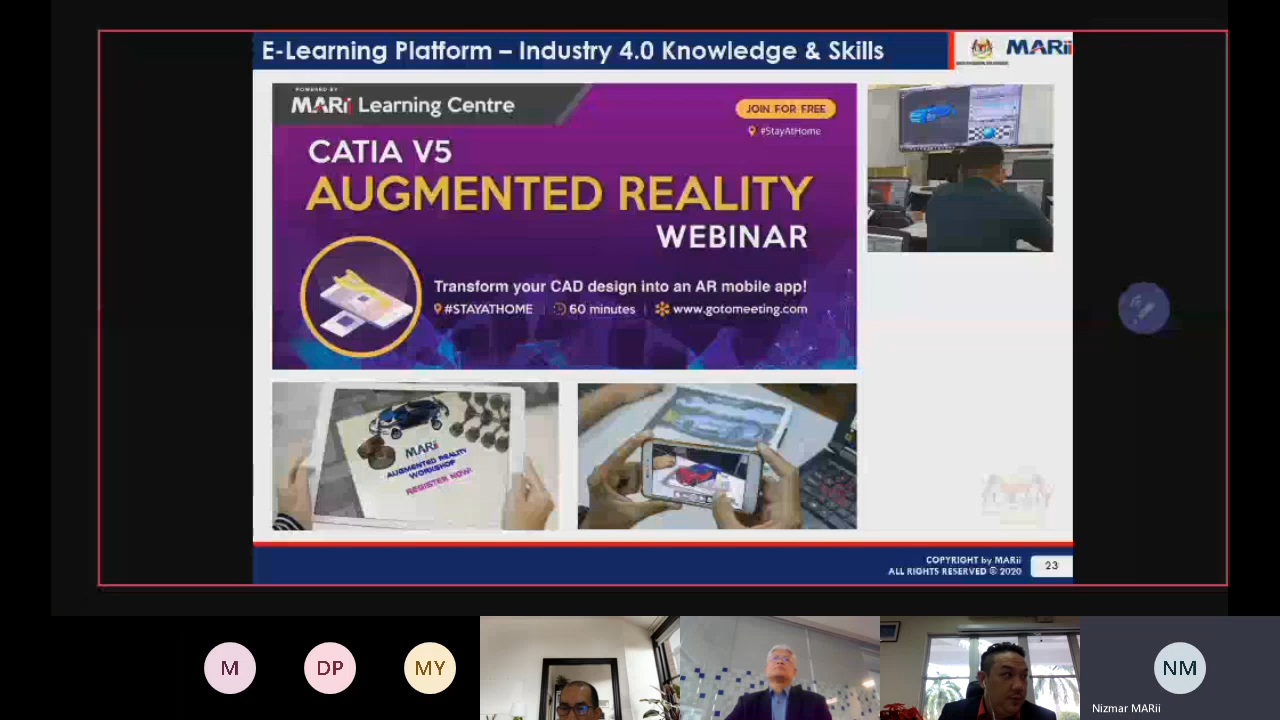 E-Learning Platform – Industry 4.0 Knowledge & Skills
MARii
POWERED BY
MARii Learning Centre
JOIN FOR FREE
#StayAtHome
CATIA V5
AUGMENTED REALITY
WEBINAR
Transform your CAD design into an AR mobile app!
#STAYATHOME | 60 minutes | www.gotomeeting.com
MARii
AUGMENTED REALITY
WORKSHOP
REGISTER NOW!
COPYRIGHT by MARii
ALL RIGHTS RESERVED © 2020
23
M
DP
MY
NM
Nizmar MARii